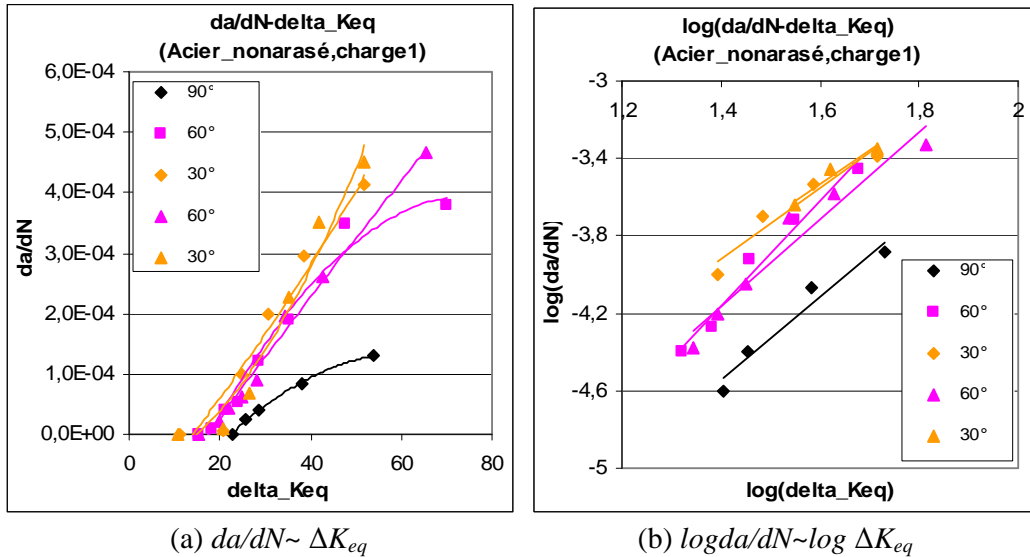 da/dN-delta_Keq
(Acier_nonarasé,charge1)
6,0E-04
5,0E-04
4,0E-04
3,0E-04
2,0E-04
1,0E-04
0,0E+00
da/dN
90°
60°
30°
60°
30°
0 20 40 60 80
delta_Keq
(a) da/dN~ ΔKeq
log(da/dN-delta_Keq)
(Acier_nonarasé,charge1)
-3
1,2 1,4 1,6 1,8 2
-3,4
-3,8
-4,2
-4,6
-5
log(da/dN)
90°
60°
30°
60°
30°
log(delta_Keq)
(b) logda/dN~log ΔKeq